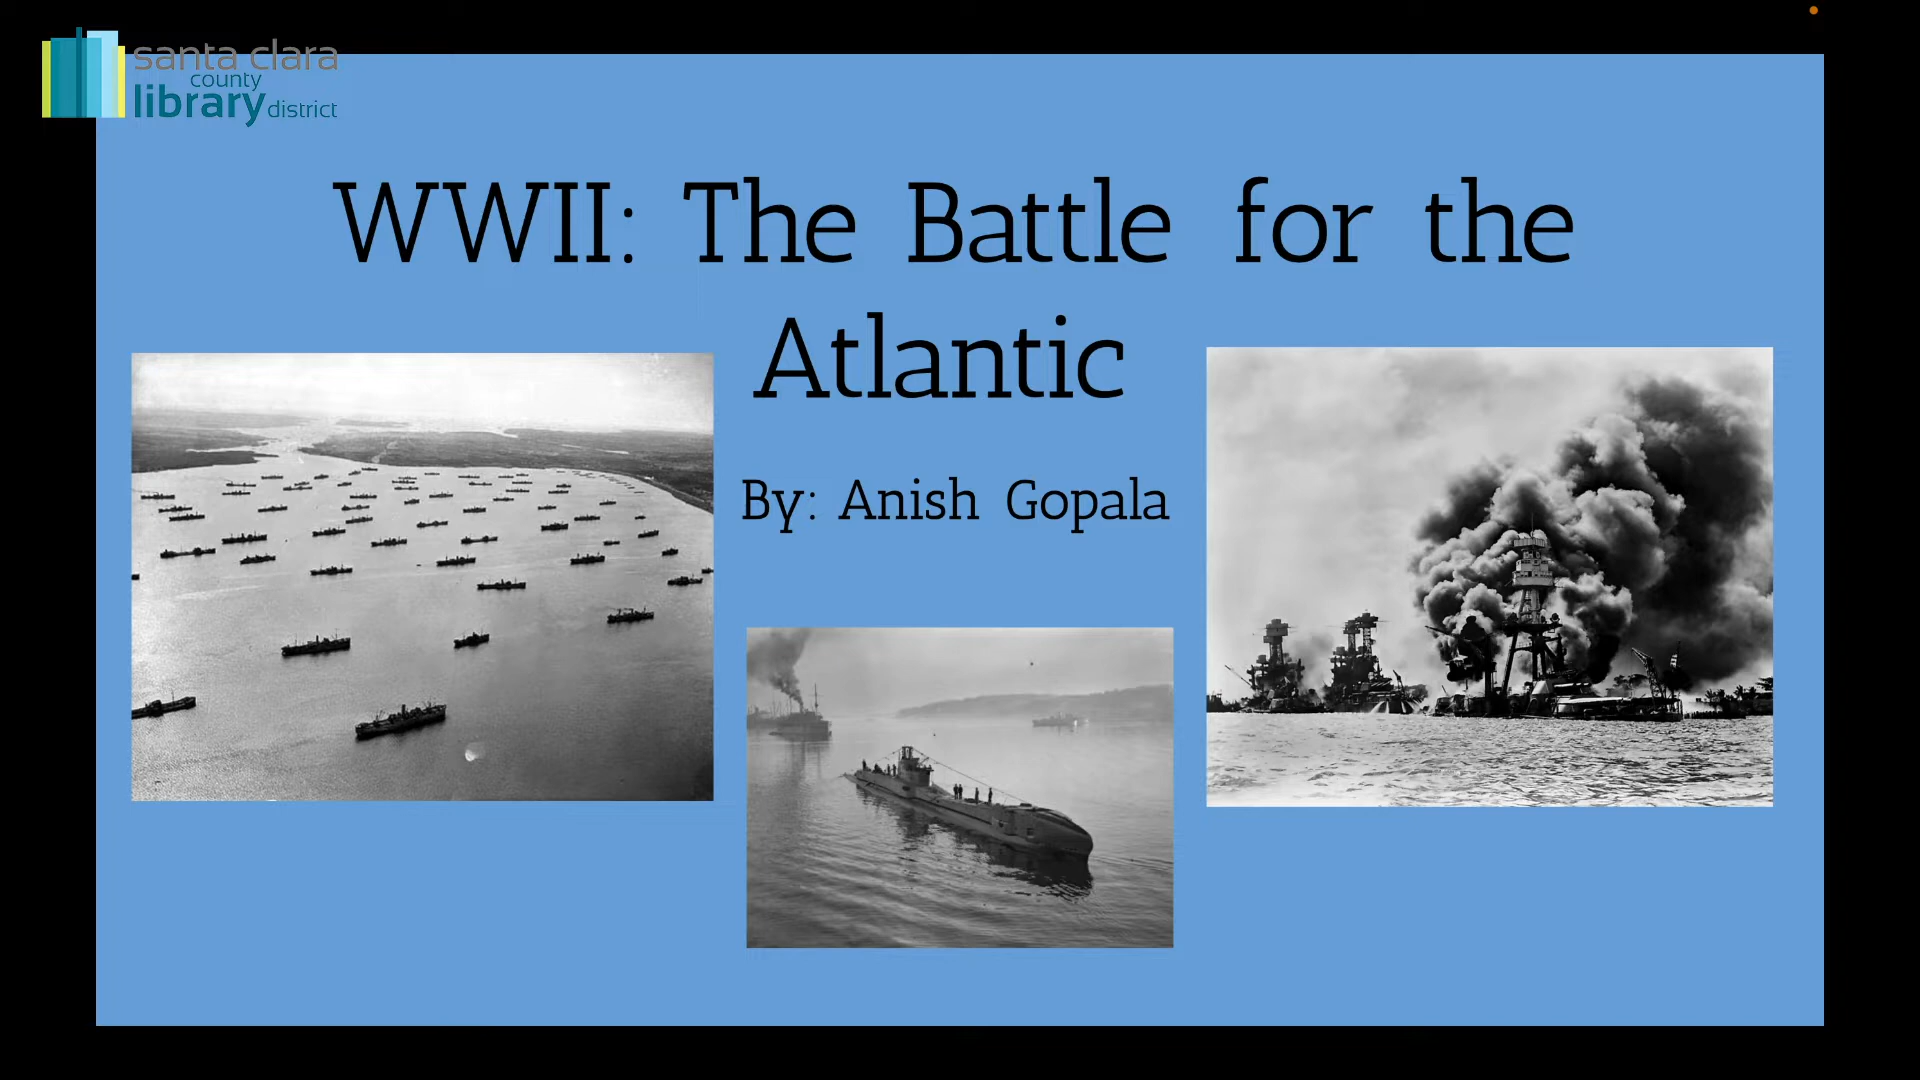 santa clara
county
library district
WWII: The Battle for the
Atlantic
By: Anish Gopala